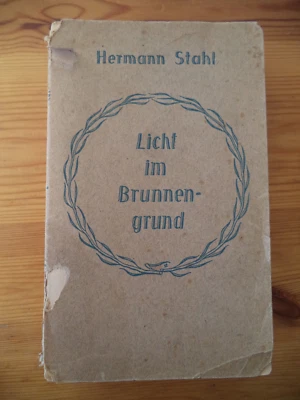 Hermann Stahl
Licht
im
Brunnen-
grund